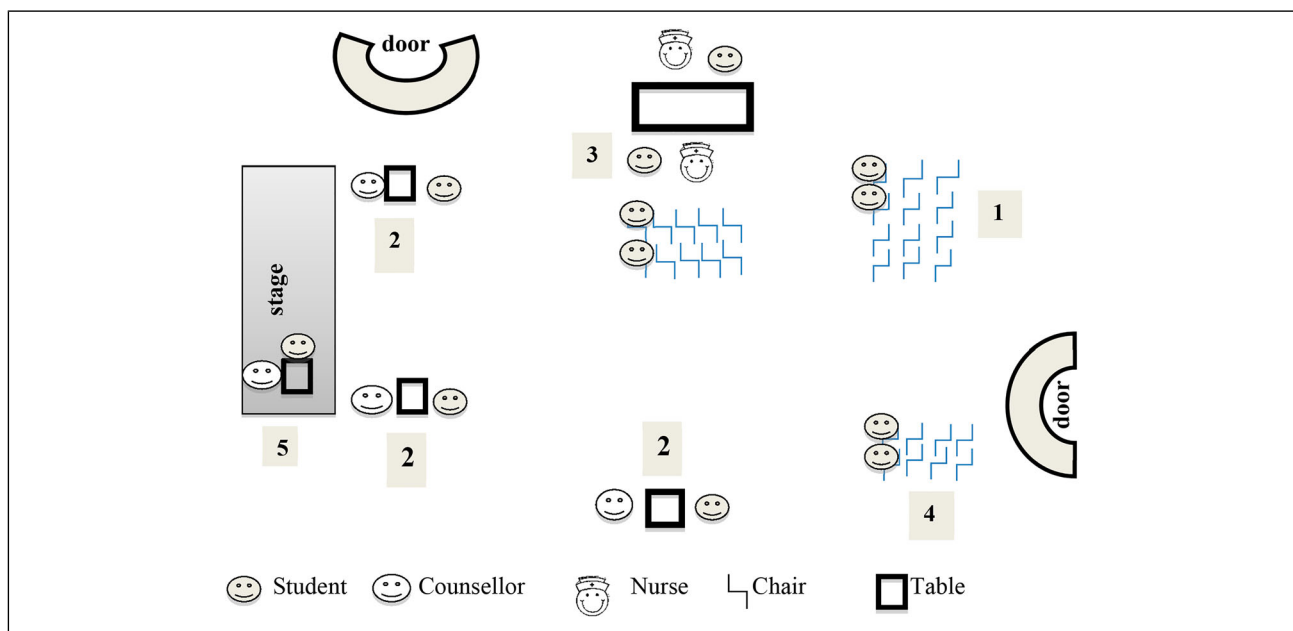 door
3
1
2
stage
door
5
2
2
4
Student
Counsellor
Nurse
Chair
Table